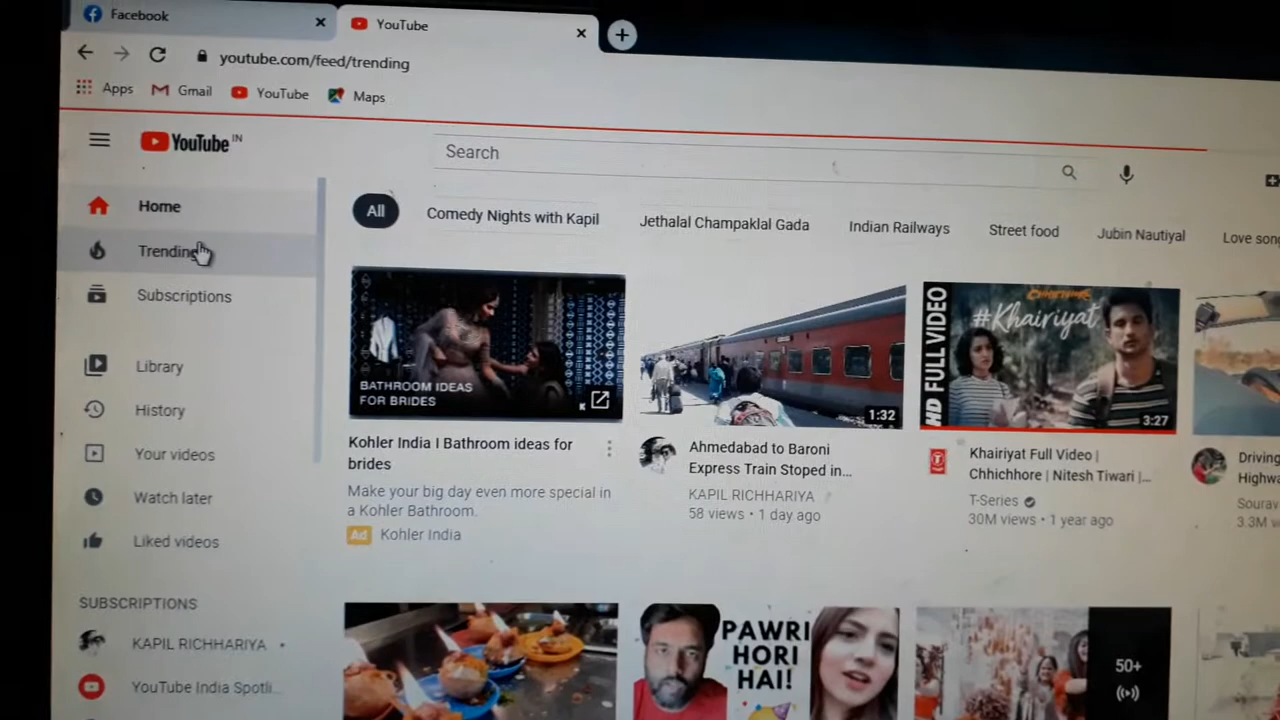 Facebook
YouTube
youtube.com/feed/trending
Apps
Gmail
YouTube
Maps
YouTube IN
Search
Home
Trending
Subscriptions
Library
History
Your videos
Watch later
Liked videos
SUBSCRIPTIONS
KAPIL RICHHARIYA
YouTube India Spotli...
All
Comedy Nights with Kapil
Jethalal Champaklal Gada
Indian Railways
Street food
Jubin Nautiyal
Love song
BATHROOM IDEAS
FOR BRIDES
Kohler India I Bathroom ideas for
brides
Make your big day even more special in
a Kohler Bathroom.
Ad Kohler India
1:32
Ahmedabad to Baroni
Express Train Stoped in...
KAPIL RICHHARIYA
58 views • 1 day ago
HD FULL VIDEO
#Khairiyat
3:27
Khairiyat Full Video |
Chhichhore | Nitesh Tiwari |...
T-Series
30M views • 1 year ago
Driving
Highwa
Sourav
3.3M v
PAWRI
HORI
HAI!
50+